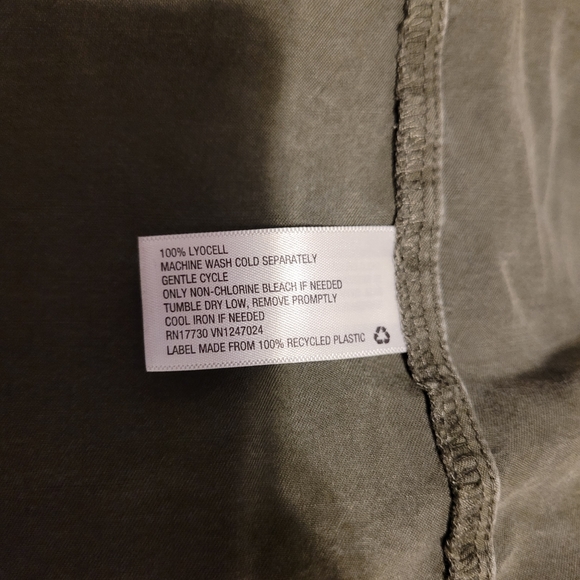 100% LYOCELL
MACHINE WASH COLD SEPARATELY
GENTLE CYCLE
ONLY NON-CHLORINE BLEACH IF NEEDED
TUMBLE DRY LOW, REMOVE PROMPTLY
COOL IRON IF NEEDED
RN17730 VN1247024
LABEL MADE FROM 100% RECYCLED PLASTIC